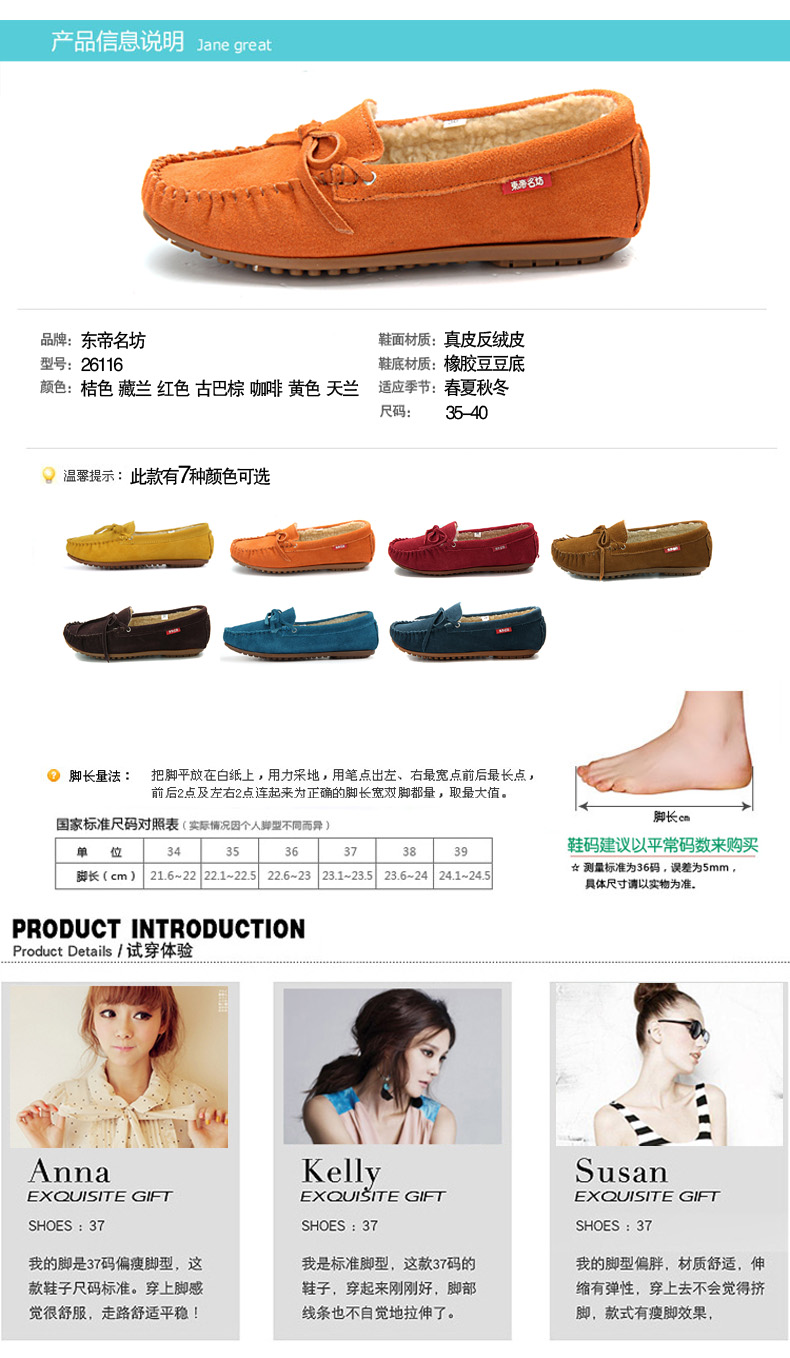 产品信息说明 Jane great
東帝名坊
品牌： 东帝名坊
型号： 26116
颜色： 桔色 藏兰 红色 古巴棕 咖啡 黄色 天兰
鞋面材质： 真皮反绒皮
鞋底材质： 橡胶豆豆底
适应季节： 春夏秋冬
尺码： 35-40
温馨提示： 此款有7种颜色可选
脚长量法： 把脚平放在白纸上，用力采地，用笔点出左、右最宽点前后最长点，
前后2点及左右2点连起来为正确的脚长宽双脚都量，取最大值。
国家标准尺码对照表（实际情况因个人脚型不同而异）
单 位 34 35 36 37 38 39
脚长（cm） 21.6~22 22.1~22.5 22.6~23 23.1~23.5 23.6~24 24.1~24.5
脚长cm
鞋码建议以平常码数来购买
☆ 测量标准为36码，误差为5mm，
具体尺寸请以实物为准。
PRODUCT INTRODUCTION
Product Details / 试穿体验
Anna
EXQUISITE GIFT
SHOES : 37
我的脚是37码偏瘦脚型，这
款鞋子尺码标准。穿上脚感
觉很舒服，走路舒适平稳！
Kelly
EXQUISITE GIFT
SHOES : 37
我是标准脚型，这款37码的
鞋子，穿起来刚刚好，脚部
线条也不自觉地拉伸了。
Susan
EXQUISITE GIFT
SHOES : 37
我的脚型偏胖，材质舒适，伸
缩有弹性，穿上去不会觉得挤
脚，款式有瘦脚效果，